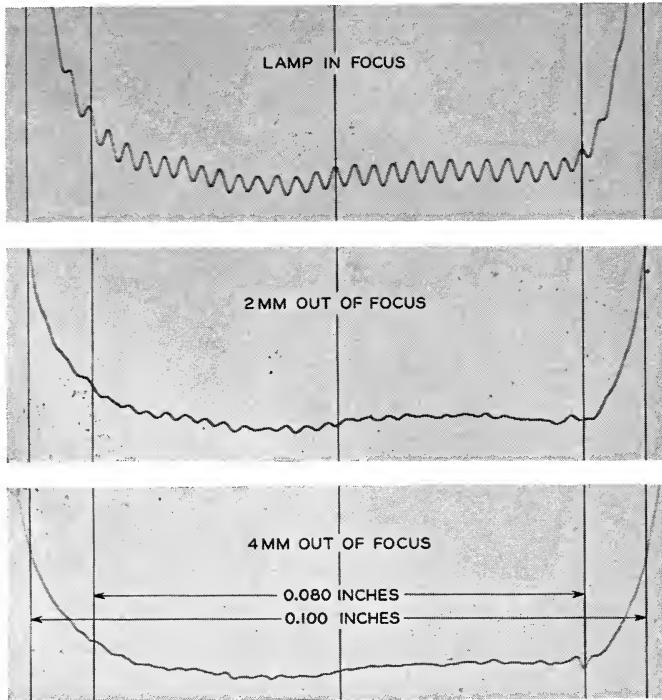 LAMP IN FOCUS
2 MM OUT OF FOCUS
4 MM OUT OF FOCUS
0.080 INCHES
0.100 INCHES